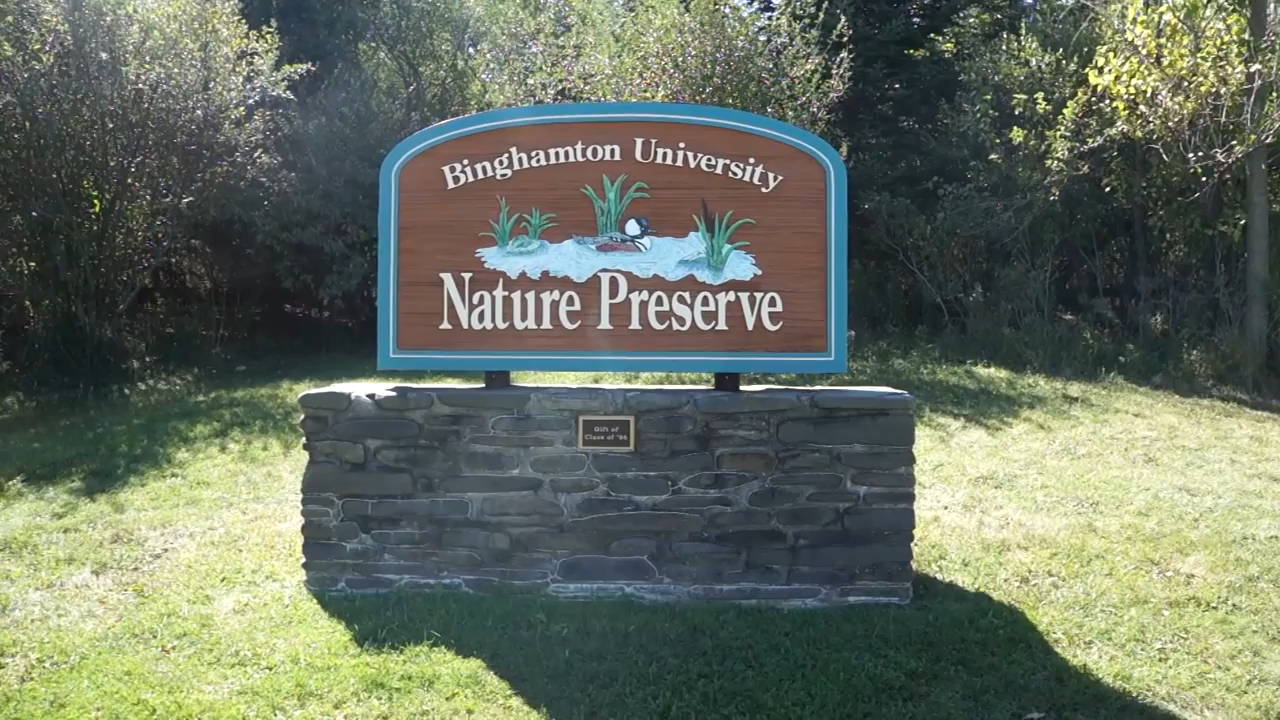 Binghamton University
Nature Preserve
Gift of
Class of '96